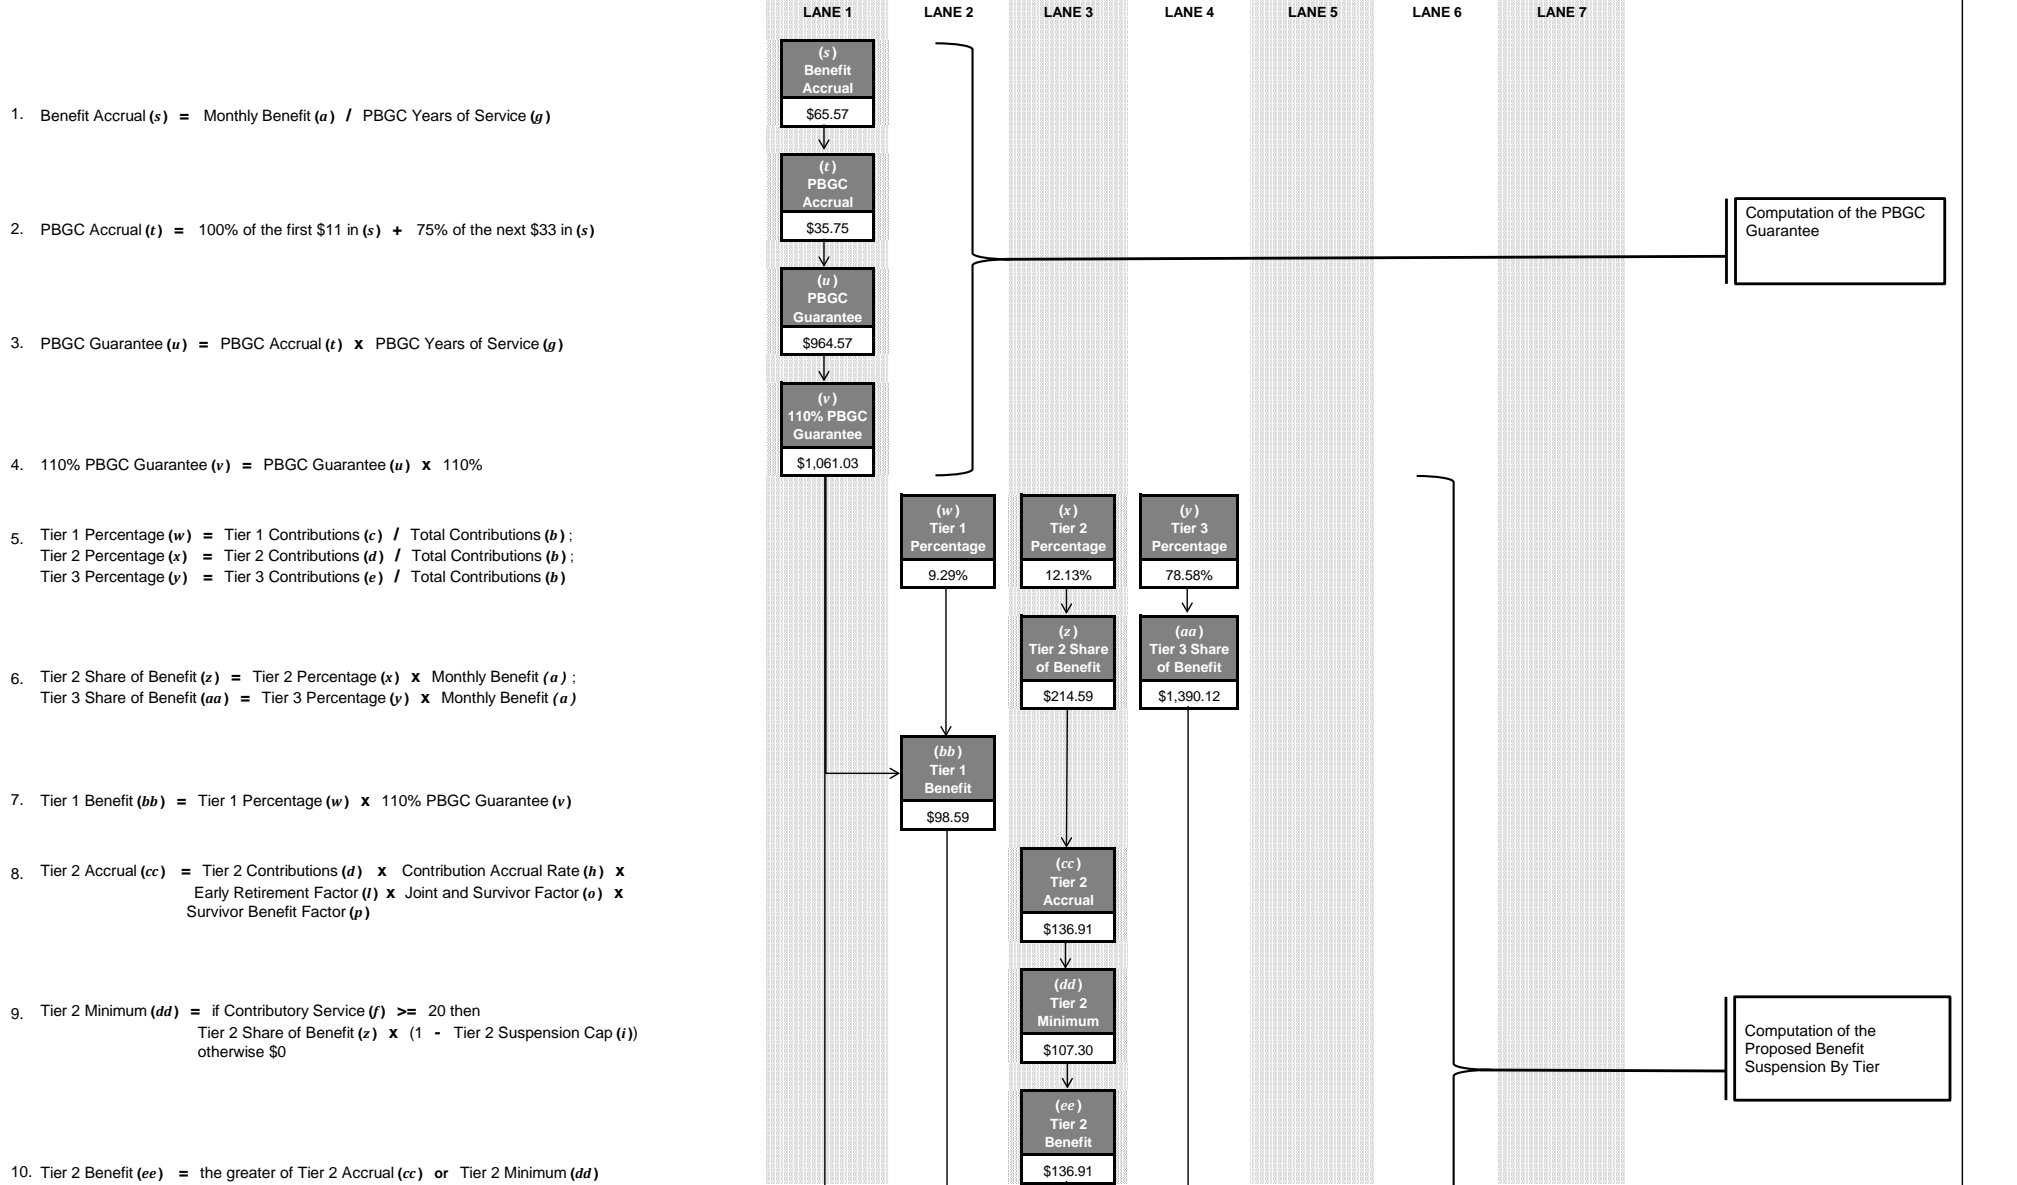 LANE 1 LANE 2 LANE 3 LANE 4 LANE 5 LANE 6 LANE 7
(s)
Benefit
Accrual
$65.57
1. Benefit Accrual (s) = Monthly Benefit (a) / PBGC Years of Service (g)
(t)
PBGC
Accrual
$35.75
2. PBGC Accrual (t) = 100% of the first $11 in (s) + 75% of the next $33 in (s)
Computation of the PBGC
Guarantee
(u)
PBGC
Guarantee
$964.57
3. PBGC Guarantee (u) = PBGC Accrual (t) x PBGC Years of Service (g)
(v)
110% PBGC
Guarantee
$1,061.03
4. 110% PBGC Guarantee (v) = PBGC Guarantee (u) x 110%
(w)
Tier 1
Percentage
9.29%
(x)
Tier 2
Percentage
12.13%
(y)
Tier 3
Percentage
78.58%
5. Tier 1 Percentage (w) = Tier 1 Contributions (c) / Total Contributions (b) ;
Tier 2 Percentage (x) = Tier 2 Contributions (d) / Total Contributions (b) ;
Tier 3 Percentage (y) = Tier 3 Contributions (e) / Total Contributions (b)
(z)
Tier 2 Share
of Benefit
$214.59
(aa)
Tier 3 Share
of Benefit
$1,390.12
6. Tier 2 Share of Benefit (z) = Tier 2 Percentage (x) x Monthly Benefit (a) ;
Tier 3 Share of Benefit (aa) = Tier 3 Percentage (y) x Monthly Benefit (a)
(bb)
Tier 1
Benefit
$98.59
7. Tier 1 Benefit (bb) = Tier 1 Percentage (w) x 110% PBGC Guarantee (v)
(cc)
Tier 2
Accrual
$136.91
8. Tier 2 Accrual (cc) = Tier 2 Contributions (d) x Contribution Accrual Rate (h) x
Early Retirement Factor (l) x Joint and Survivor Factor (o) x
Survivor Benefit Factor (p)
(dd)
Tier 2
Minimum
$107.30
9. Tier 2 Minimum (dd) = if Contributory Service (f) >= 20 then
Tier 2 Share of Benefit (z) x (1 - Tier 2 Suspension Cap (i))
otherwise $0
Computation of the
Proposed Benefit
Suspension By Tier
(ee)
Tier 2
Benefit
$136.91
10. Tier 2 Benefit (ee) = the greater of Tier 2 Accrual (cc) or Tier 2 Minimum (dd)